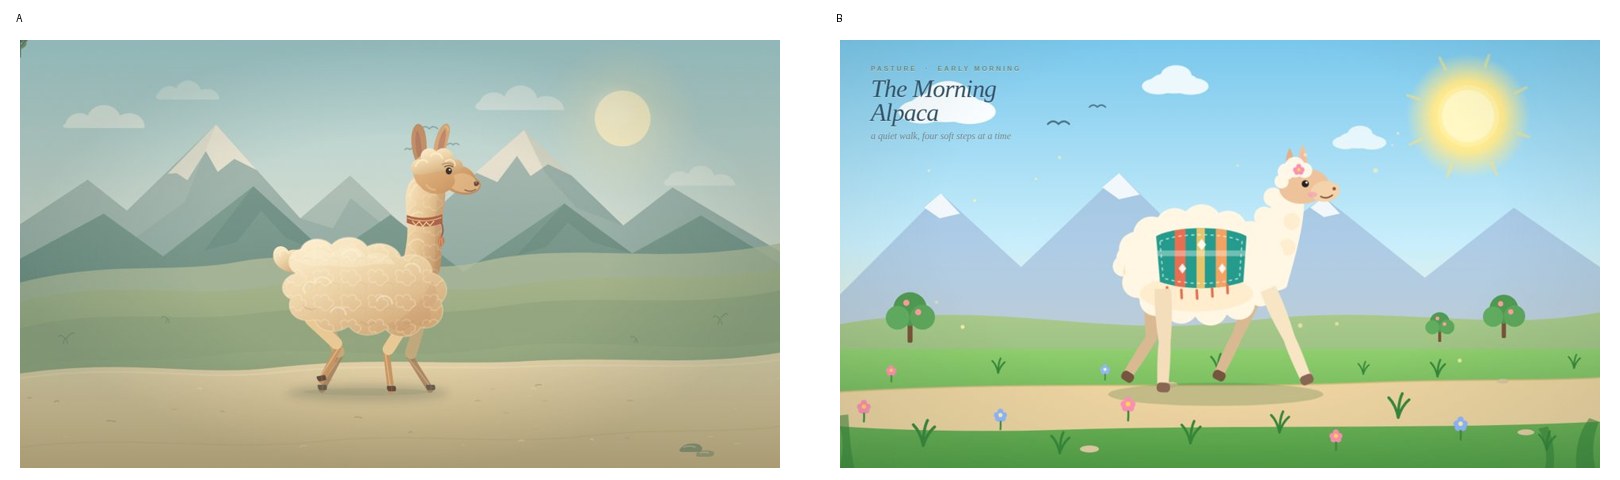 A
B
PASTURE · EARLY MORNING
The Morning
Alpaca
a quiet walk, four soft steps at a time